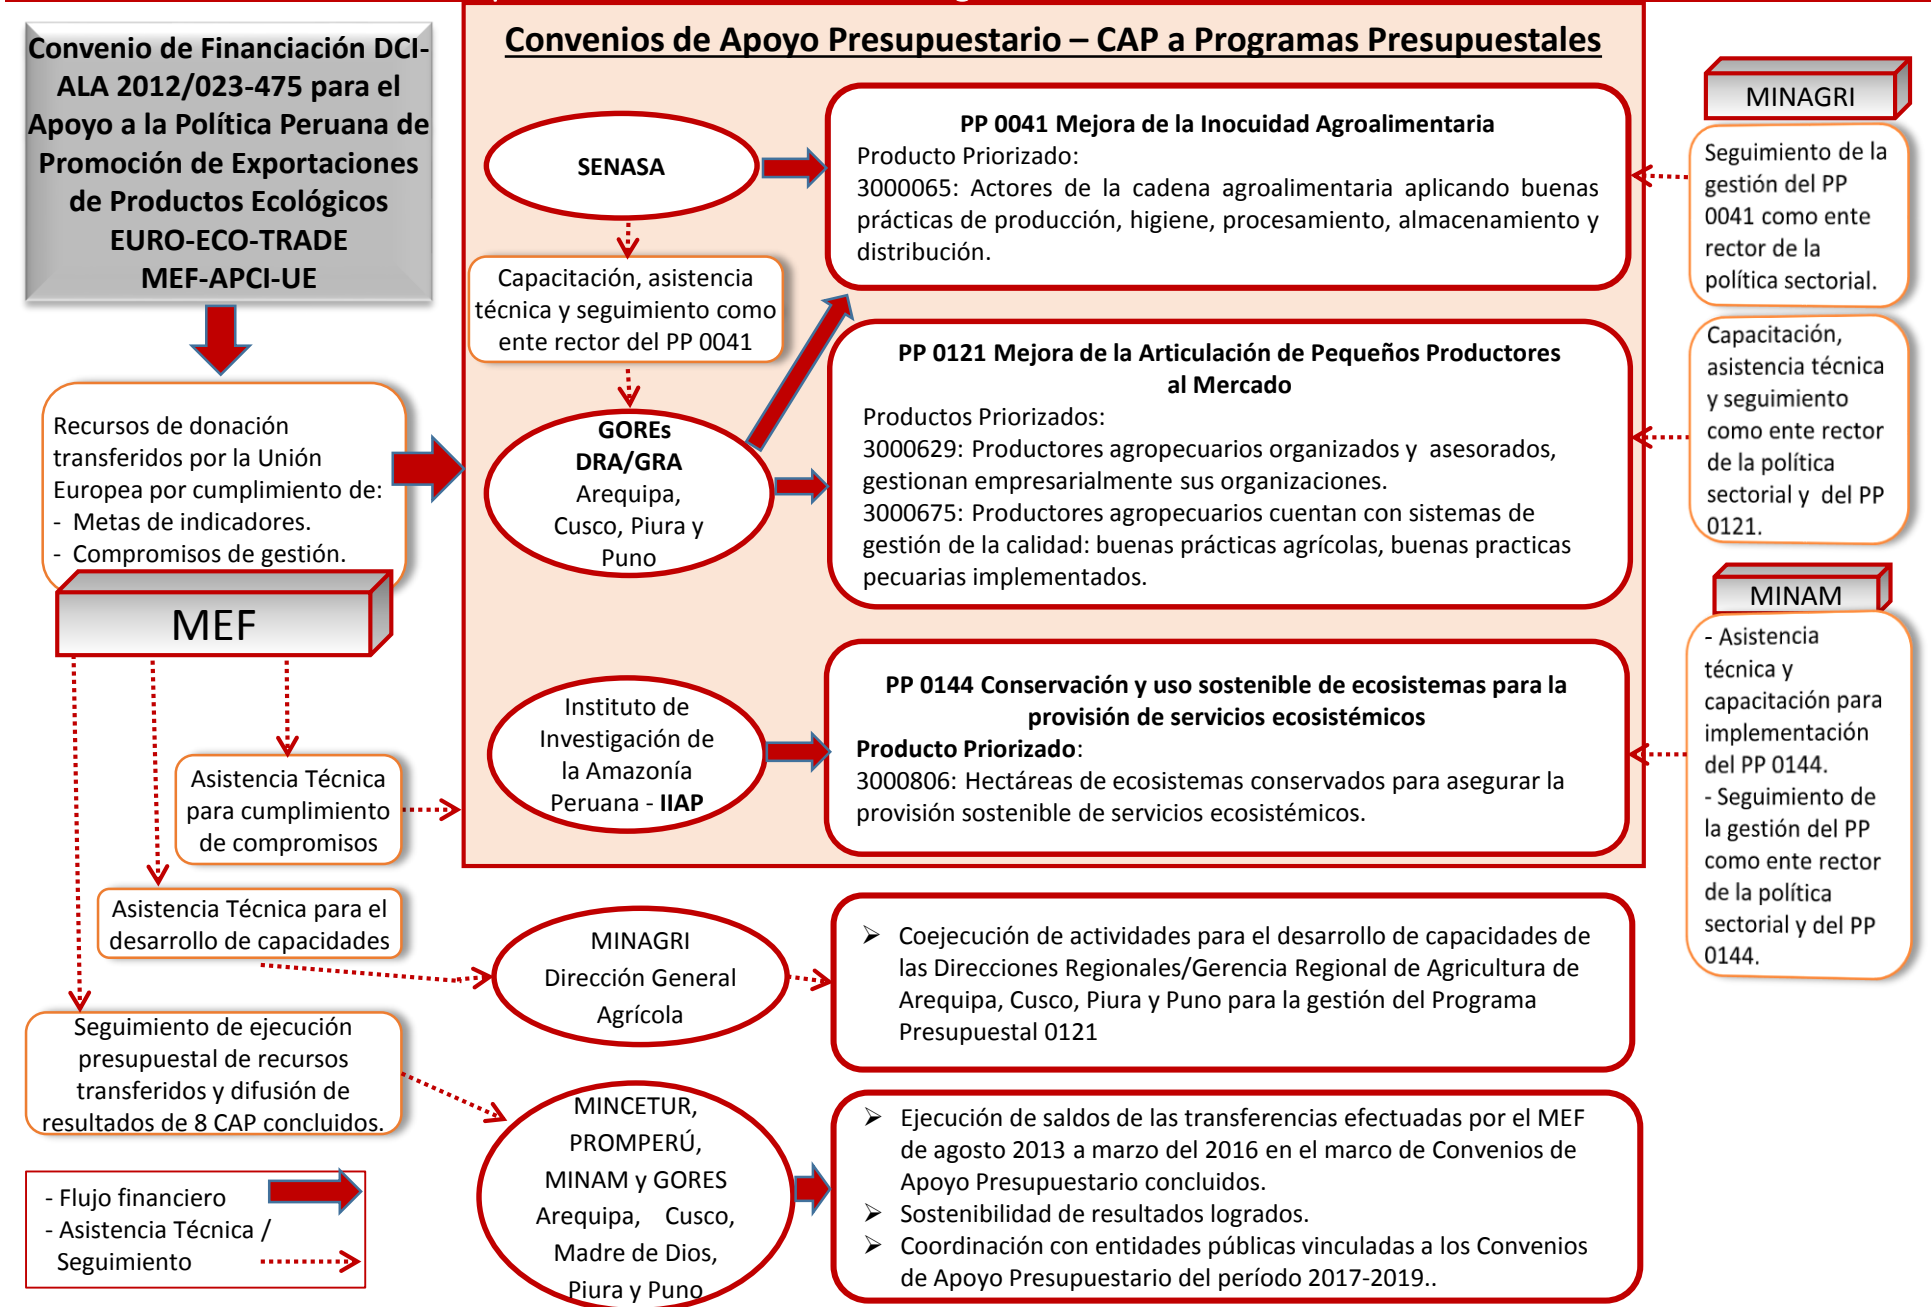 Convenio de Financiación DCI-
ALA 2012/023-475 para el
Apoyo a la Política Peruana de
Promoción de Exportaciones
de Productos Ecológicos
EURO-ECO-TRADE
MEF-APCI-UE
Recursos de donación
transferidos por la Unión
Europea por cumplimiento de:
- Metas de indicadores.
- Compromisos de gestión.
MEF
Asistencia Técnica
para cumplimiento
de compromisos
Asistencia Técnica para el
desarrollo de capacidades
Seguimiento de ejecución
presupuestal de recursos
transferidos y difusión de
resultados de 8 CAP concluidos.
- Flujo financiero
- Asistencia Técnica /
Seguimiento
Convenios de Apoyo Presupuestario – CAP a Programas Presupuestales
SENASA
Capacitación, asistencia
técnica y seguimiento como
ente rector del PP 0041
GOREs
DRA/GRA
Arequipa,
Cusco, Piura y
Puno
Instituto de
Investigación de
la Amazonía
Peruana - IIAP
PP 0041 Mejora de la Inocuidad Agroalimentaria
Producto Priorizado:
3000065: Actores de la cadena agroalimentaria aplicando buenas
prácticas de producción, higiene, procesamiento, almacenamiento y
distribución.
PP 0121 Mejora de la Articulación de Pequeños Productores
al Mercado
Productos Priorizados:
3000629: Productores agropecuarios organizados y asesorados,
gestionan empresarialmente sus organizaciones.
3000675: Productores agropecuarios cuentan con sistemas de
gestión de la calidad: buenas prácticas agrícolas, buenas practicas
pecuarias implementados.
PP 0144 Conservación y uso sostenible de ecosistemas para la
provisión de servicios ecosistémicos
Producto Priorizado:
3000806: Hectáreas de ecosistemas conservados para asegurar la
provisión sostenible de servicios ecosistémicos.
MINAGRI
Dirección General
Agrícola
➢ Coejecución de actividades para el desarrollo de capacidades de
las Direcciones Regionales/Gerencia Regional de Agricultura de
Arequipa, Cusco, Piura y Puno para la gestión del Programa
Presupuestal 0121
MINCETUR,
PROMPERÚ,
MINAM y GORES
Arequipa, Cusco,
Madre de Dios,
Piura y Puno
➢ Ejecución de saldos de las transferencias efectuadas por el MEF
de agosto 2013 a marzo del 2016 en el marco de Convenios de
Apoyo Presupuestario concluidos.
➢ Sostenibilidad de resultados logrados.
➢ Coordinación con entidades públicas vinculadas a los Convenios
de Apoyo Presupuestario del período 2017-2019..
MINAGRI
Seguimiento de la
gestión del PP
0041 como ente
rector de la
política sectorial.
Capacitación,
asistencia técnica
y seguimiento
como ente rector
de la política
sectorial y del PP
0121.
MINAM
- Asistencia
técnica y
capacitación para
implementación
del PP 0144.
- Seguimiento de
la gestión del PP
como ente rector
de la política
sectorial y del PP
0144.